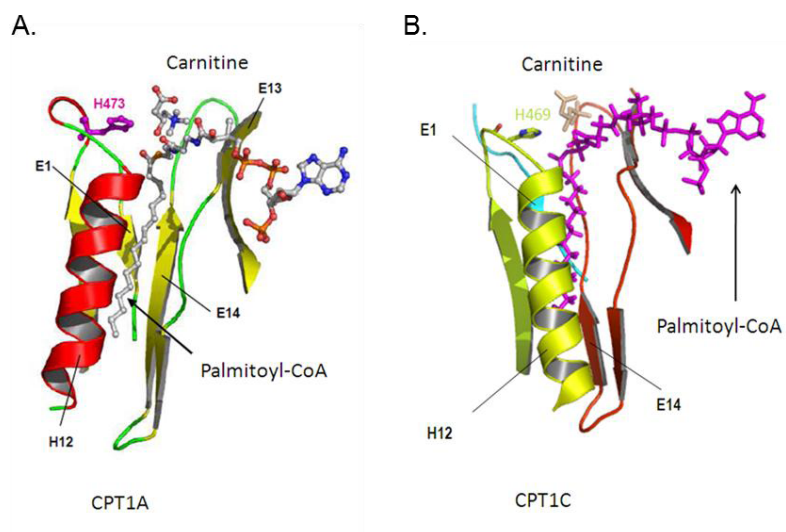 A.
Carnitine
E13
H473
E1
E14
Palmitoyl-CoA
H12
CPT1A
B.
Carnitine
H469
E1
Palmitoyl-CoA
E14
H12
CPT1C